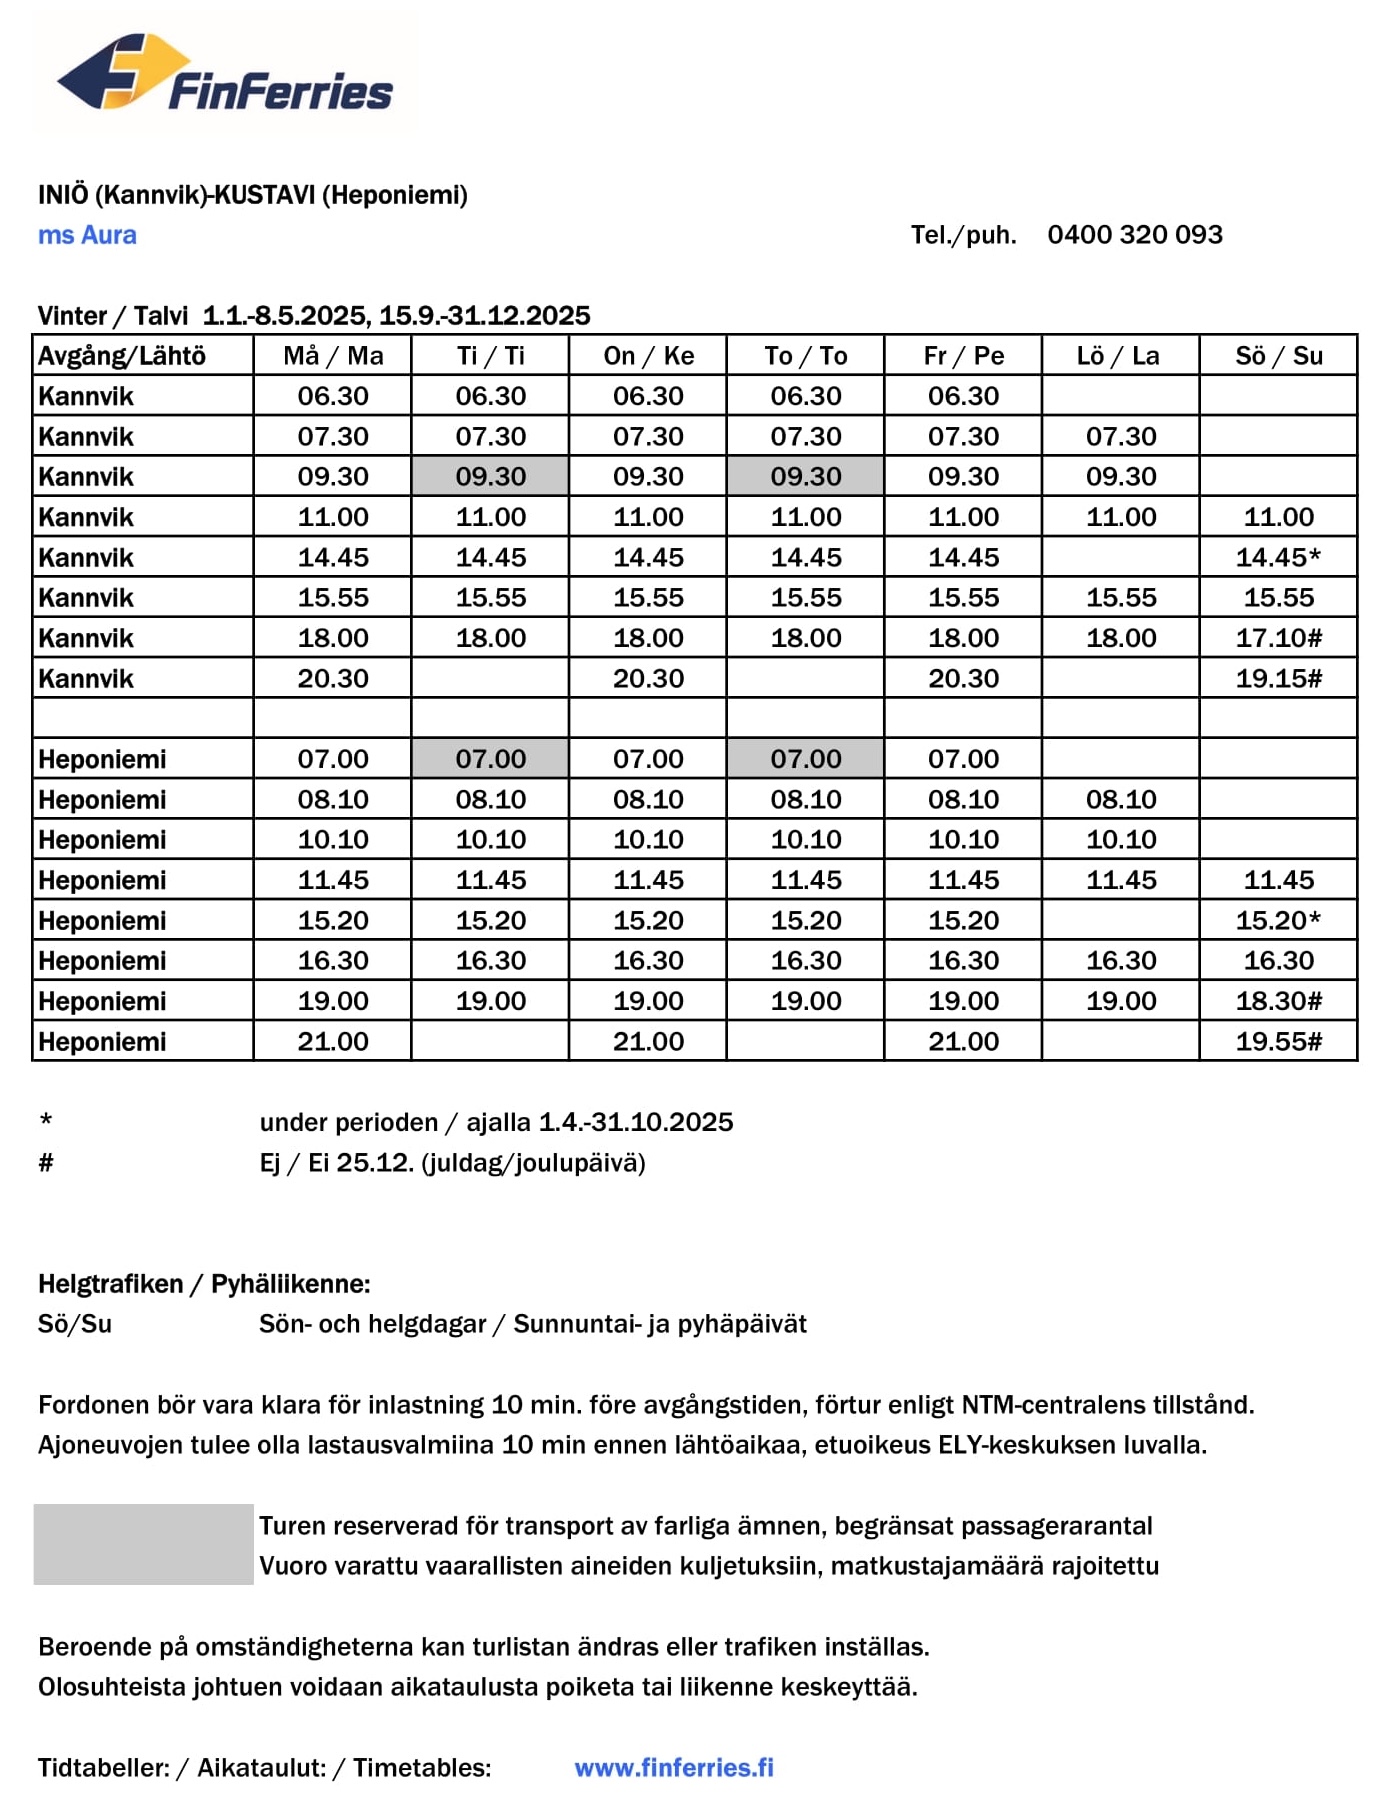 FinFerries
INIÖ (Kannvik)-KUSTAVI (Heponiemi)
ms Aura Tel./puh. 0400 320 093
Vinter / Talvi 1.1.-8.5.2025, 15.9.-31.12.2025
Avgång/Lähtö Må / Ma Ti / Ti On / Ke To / To Fr / Pe Lö / La Sö / Su
Kannvik 06.30 06.30 06.30 06.30 06.30
Kannvik 07.30 07.30 07.30 07.30 07.30 07.30
Kannvik 09.30 09.30 09.30 09.30 09.30 09.30
Kannvik 11.00 11.00 11.00 11.00 11.00 11.00 11.00
Kannvik 14.45 14.45 14.45 14.45 14.45 14.45*
Kannvik 15.55 15.55 15.55 15.55 15.55 15.55 15.55
Kannvik 18.00 18.00 18.00 18.00 18.00 18.00 17.10#
Kannvik 20.30 20.30 20.30 19.15#
Heponiemi 07.00 07.00 07.00 07.00 07.00
Heponiemi 08.10 08.10 08.10 08.10 08.10 08.10
Heponiemi 10.10 10.10 10.10 10.10 10.10 10.10
Heponiemi 11.45 11.45 11.45 11.45 11.45 11.45 11.45
Heponiemi 15.20 15.20 15.20 15.20 15.20 15.20*
Heponiemi 16.30 16.30 16.30 16.30 16.30 16.30 16.30
Heponiemi 19.00 19.00 19.00 19.00 19.00 19.00 18.30#
Heponiemi 21.00 21.00 21.00 19.55#
* under perioden / ajalla 1.4.-31.10.2025
# Ej / Ei 25.12. (juldag/joulupäivä)
Helgtrafiken / Pyhäliikenne:
Sö/Su Sön- och helgdagar / Sunnuntai- ja pyhäpäivät
Fordonen bör vara klara för inlastning 10 min. före avgångstiden, förtur enligt NTM-centralens tillstånd.
Ajoneuvojen tulee olla lastausvalmiina 10 min ennen lähtöaikaa, etuoikeus ELY-keskuksen luvalla.
Turen reserverad för transport av farliga ämnen, begränsat passagerarantal
Vuoro varattu vaarallisten aineiden kuljetuksiin, matkustajamäärä rajoitettu
Beroende på omständigheterna kan turlistan ändras eller trafiken inställas.
Olosuhteista johtuen voidaan aikataulusta poiketa tai liikenne keskeyttää.
Tidtabeller: / Aikataulut: / Timetables: www.finferries.fi